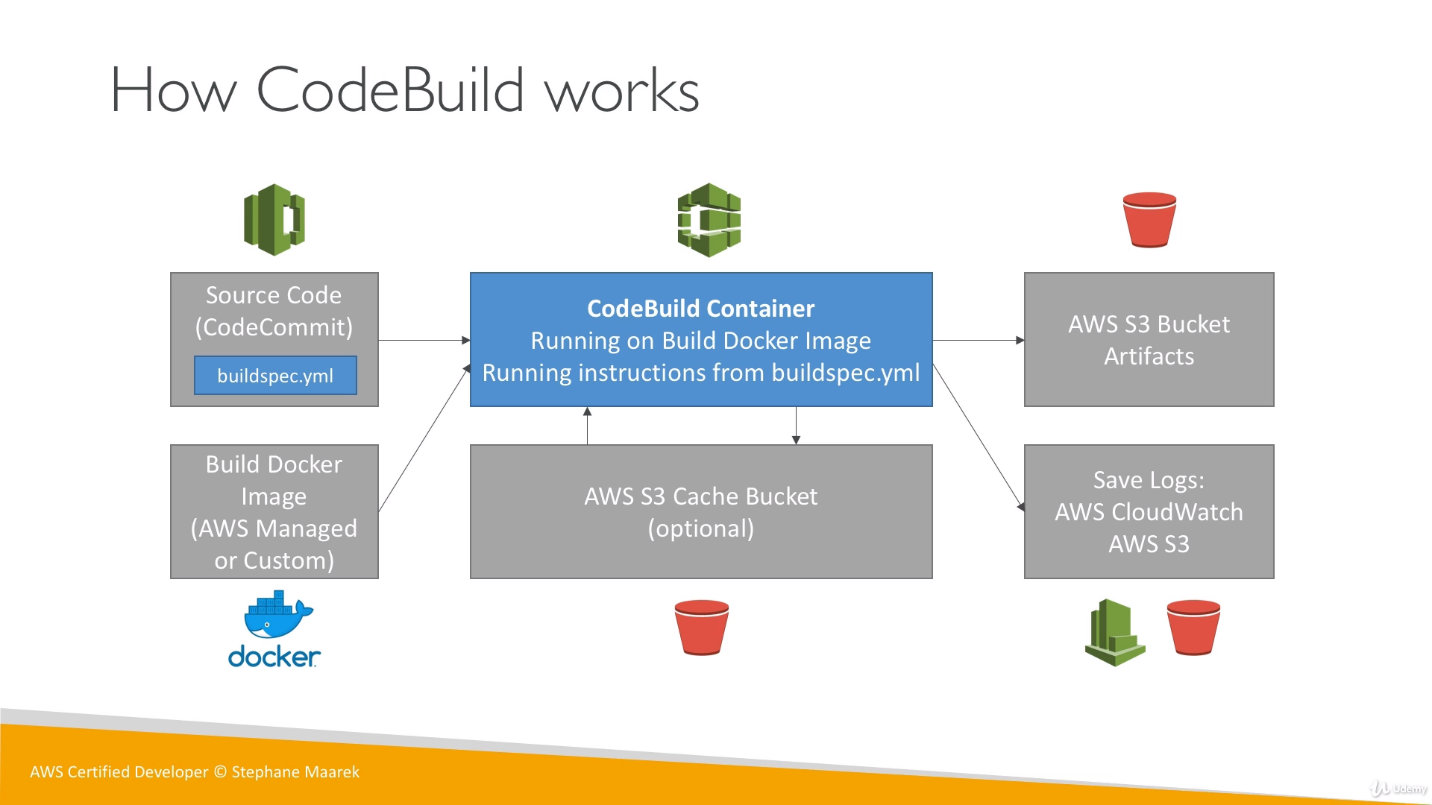 How CodeBuild works
Source Code
(CodeCommit)
buildspec.yml
CodeBuild Container
Running on Build Docker Image
Running instructions from buildspec.yml
AWS S3 Bucket
Artifacts
Build Docker
Image
(AWS Managed
or Custom)
AWS S3 Cache Bucket
(optional)
Save Logs:
AWS CloudWatch
AWS S3
docker
AWS Certified Developer © Stephane Maarek
Udemy